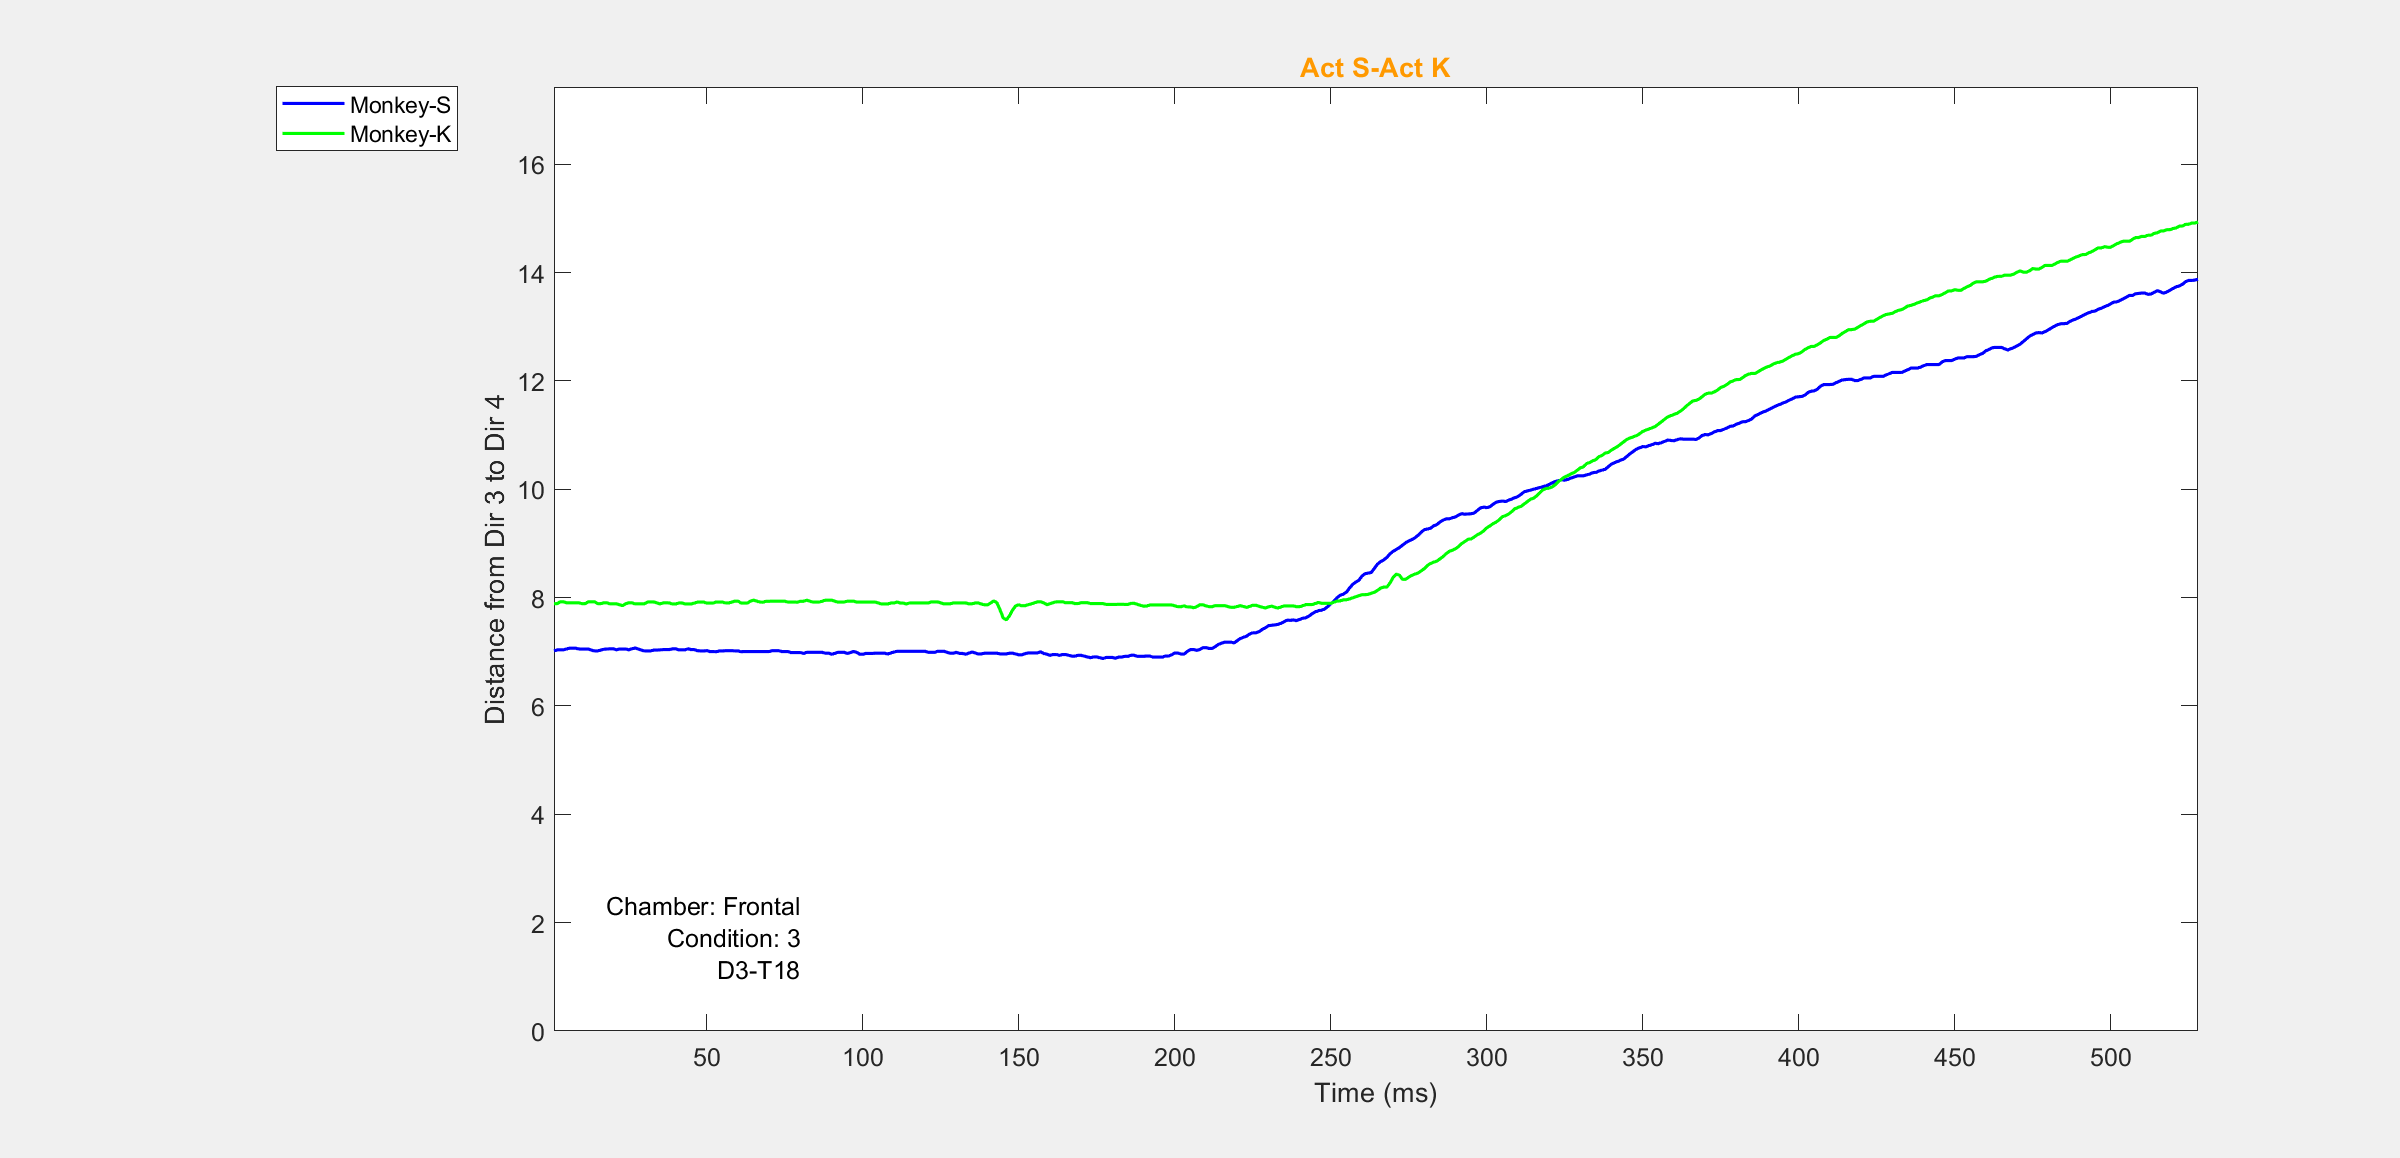 Act S-Act K
Monkey-S
Monkey-K
16
14
12
10
8
6
4
2
0
Distance from Dir 3 to Dir 4
Chamber: Frontal
Condition: 3
D3-T18
50 100 150 200 250 300 350 400 450 500
Time (ms)